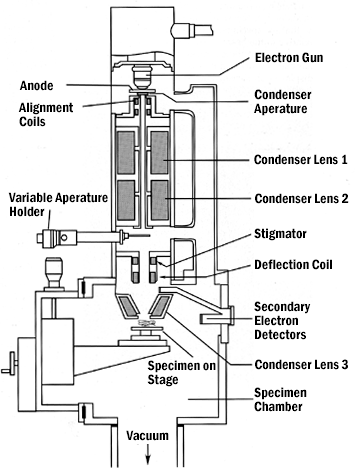 Electron Gun
Anode
Condenser
Aperature
Alignment
Coils
Condenser Lens 1
Condenser Lens 2
Variable Aperature
Holder
Stigmator
Deflection Coil
Secondary
Electron
Detectors
Condenser Lens 3
Specimen on
Stage
Specimen
Chamber
Vacuum